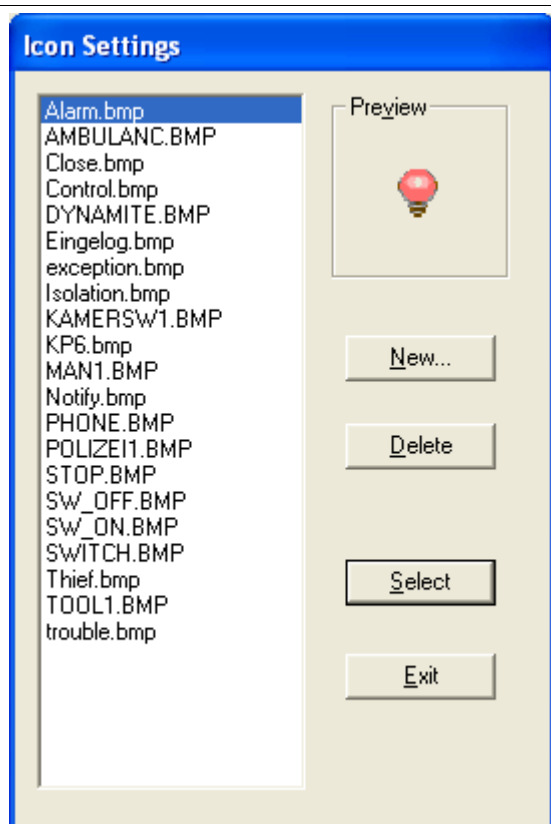 Icon Settings
Alarm.bmp
AMBULANC.BMP
Close.bmp
Control.bmp
DYNAMITE.BMP
Eingelog.bmp
exception.bmp
Isolation.bmp
KAMERSW1.BMP
KP6.bmp
MAN1.BMP
Notify.bmp
PHONE.BMP
POLIZEI1.BMP
STOP.BMP
SW_OFF.BMP
SW_ON.BMP
SWITCH.BMP
Thief.bmp
TOOL1.BMP
trouble.bmp
Preview
New...
Delete
Select
Exit